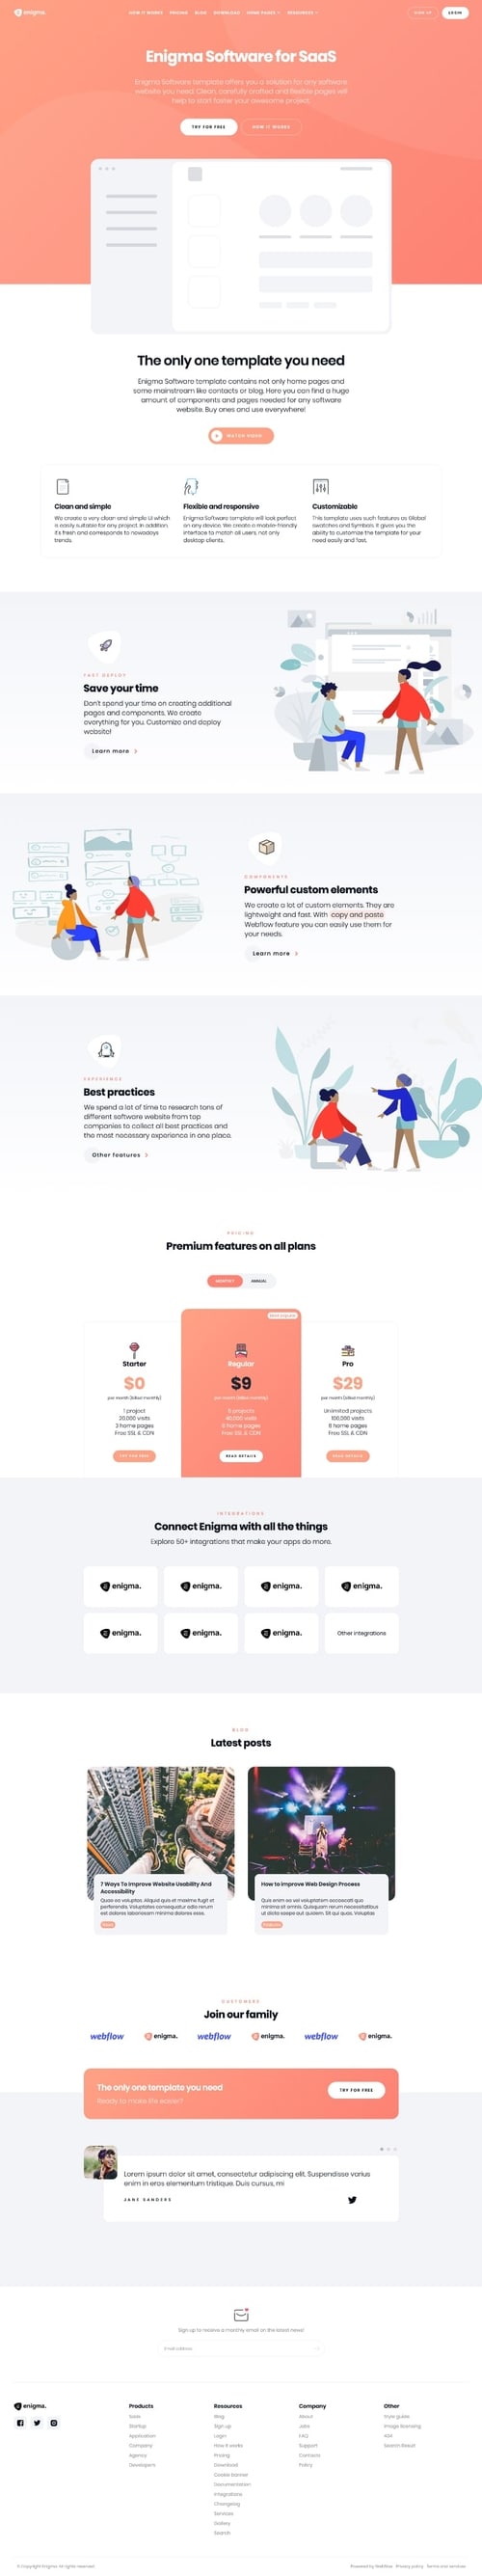 enigma.
HOW IT WORKS PRICING BLOG DOWNLOAD HOME PAGES RESOURCES
SIGN UP
LOGIN
Enigma Software for SaaS
Enigma Software template offers you a solution for any software
website you need. Clean, carefully crafted and flexible pages will
help to start faster your awesome project.
TRY FOR FREE
HOW IT WORKS
The only one template you need
Enigma Software template contains not only home pages and
some mainstream like contacts or blog. Here you can find a huge
amount of components and pages needed for any software
website. Buy ones and use everywhere!
Clean and simple
We create a very clean and simple UI which
is easily suitable for any project. In addition,
it's fresh and corresponds to nowadays
trends.
Flexible and responsive
Enigma Software template will look perfect
on any device. We create a mobile-friendly
interface to match all users, not only
desktop clients.
Customizable
This template uses such features as Global
swatches and Symbols. It gives you the
ability to customize the template for your
need easily and fast.
FAST DEPLOY
Save your time
Don't spend your time on creating additional
pages and components. We create
everything for you. Customize and deploy
website!
Learn more
COMPONENTS
Powerful custom elements
We create a lot of custom elements. They are
lightweight and fast. With copy and paste
Webflow feature you can easily use them for
your needs.
Learn more
EXPERIENCE
Best practices
We spend a lot of time to research tons of
different software website from top
companies to collect all best practices and
the most necessary experience in one place.
Other features
PRICING
Premium features on all plans
MONTHLY
ANNUAL
Starter
$0
per month (billed monthly)
1 project
20,000 visits
3 home pages
Free SSL & CDN
Regular
$9
per month (billed monthly)
Free SSL & CDN
READ DETAILS
Pro
$29
per month (billed monthly)
Unlimited projects
100,000 visits
8 home pages
Free SSL & CDN
READ DETAILS
INTEGRATIONS
Connect Enigma with all the things
Explore 50+ integrations that make your apps do more.
enigma.
enigma.
enigma.
enigma.
enigma.
enigma.
enigma.
Other integrations
BLOG
Latest posts
7 Ways To Improve Website Usability And
Accessibility
Quae ea voluptas. Aliquid quis at maxime fugit et
perferendis. Voluptates consequatur odio rerum
est dolores laboriosam minima dolores esse.
How to Improve Web Design Process
Quis enim ea vel voluptatem occaecati quo
minima sit omnis. Quisquam rerum necessitatibus
ut dicta saepe aut quidem. Sit qui quas. Voluptas
CUSTOMERS
Join our family
webflow
enigma.
webflow
enigma.
webflow
enigma.
The only one template you need
Ready to make life easier?
TRY FOR FREE
Lorem ipsum dolor sit amet, consectetur adipiscing elit. Suspendisse varius
enim in eros elementum tristique. Duis cursus, mi
JANE SANDERS
Sign up to receive a monthly email on the latest news!
Email address
enigma.
Products
Saas
Startup
Application
Company
Agency
Developers
Resources
Blog
Sign up
Login
How it works
Pricing
Download
Cookie banner
Documentation
Integrations
Changelog
Services
Gallery
Search
Company
About
Jobs
FAQ
Support
Contacts
Policy
Other
Style guide
Image licensing
404
Search Result
© Copyright Enigma. All rights reserved.
Powered by Webflow
Privacy policy
Terms and services